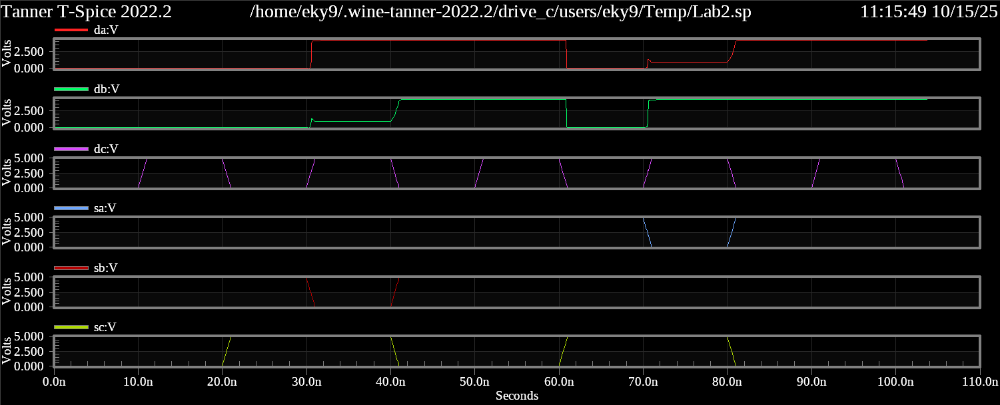 Tanner T-Spice 2022.2 /home/eky9/.wine-tanner-2022.2/drive_c/users/eky9/Temp/Lab2.sp 11:15:49 10/15/25
da:V
Volts
2.500
0.000
db:V
Volts
2.500
0.000
dc:V
Volts
5.000
2.500
0.000
sa:V
Volts
5.000
2.500
0.000
sb:V
Volts
5.000
2.500
0.000
sc:V
Volts
5.000
2.500
0.000
0.0n 10.0n 20.0n 30.0n 40.0n 50.0n 60.0n 70.0n 80.0n 90.0n 100.0n 110.0n
Seconds